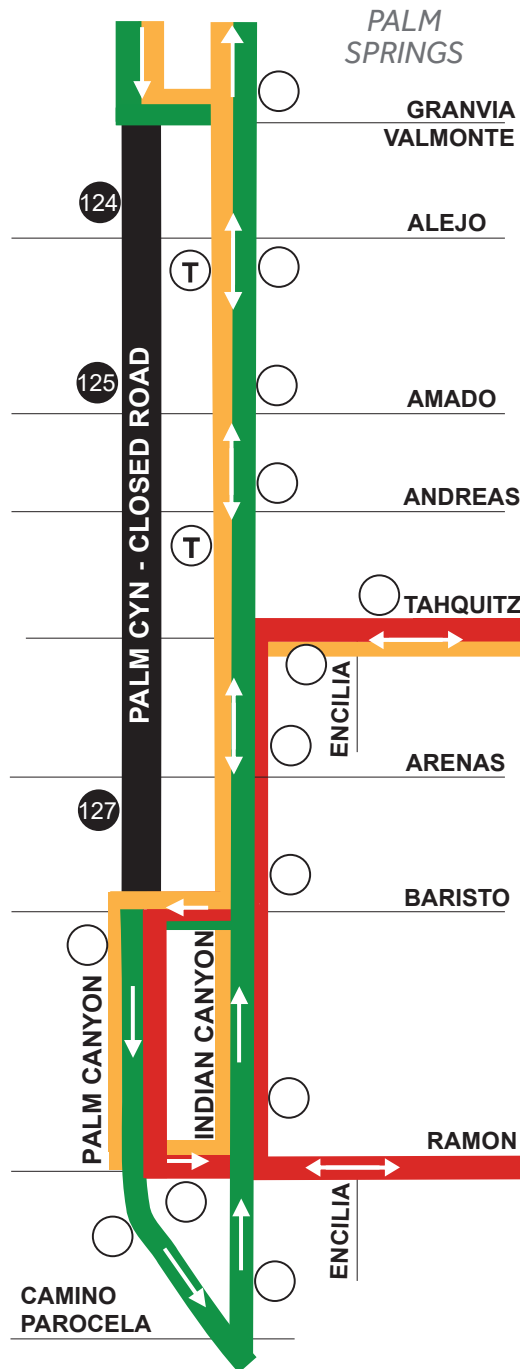 PALM
SPRINGS
GRANVIA
VALMONTE
124
ALEJO
T
125
AMADO
PALM CYN - CLOSED ROAD
ANDREAS
T
TAHQUITZ
ENCILIA
ARENAS
127
BARISTO
PALM CANYON
INDIAN CANYON
RAMON
ENCILIA
CAMINO
PAROCELA